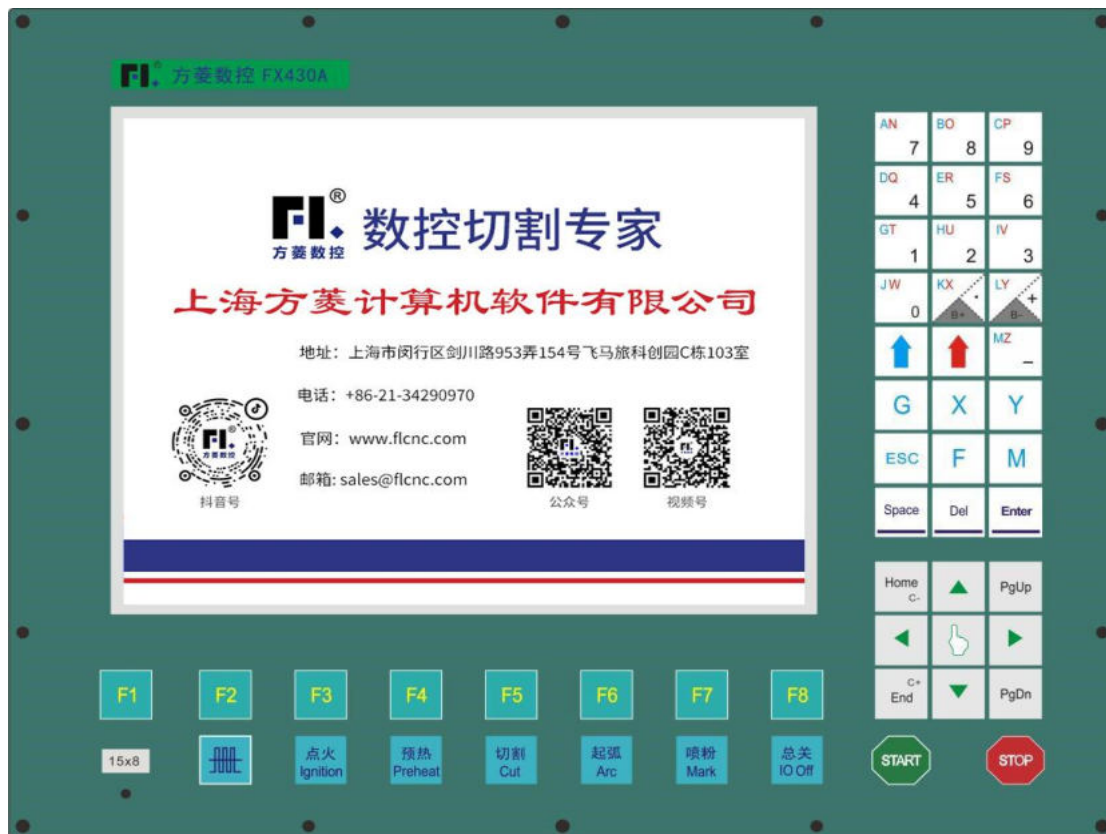 FL® 方菱数控 FX430A
FL.®
方菱数控
数控切割专家
上海方菱计算机软件有限公司
地址：上海市闵行区剑川路953弄154号飞马旅科创园C栋103室
电话：+86-21-34290970
官网：www.flcnc.com
邮箱: sales@flcnc.com
FL.®
方菱数控
抖音号
公众号
视频号
AN 7
BO 8
CP 9
DQ 4
ER 5
FS 6
GT 1
HU 2
IV 3
JW 0
KX . B+
LY + B-
MZ −
G
X
Y
ESC
F
M
Space
Del
Enter
Home C-
PgUp
C+ End
PgDn
F1
F2
F3
F4
F5
F6
F7
F8
15x8
点火
Ignition
预热
Preheat
切割
Cut
起弧
Arc
喷粉
Mark
总关
IO Off
START
STOP